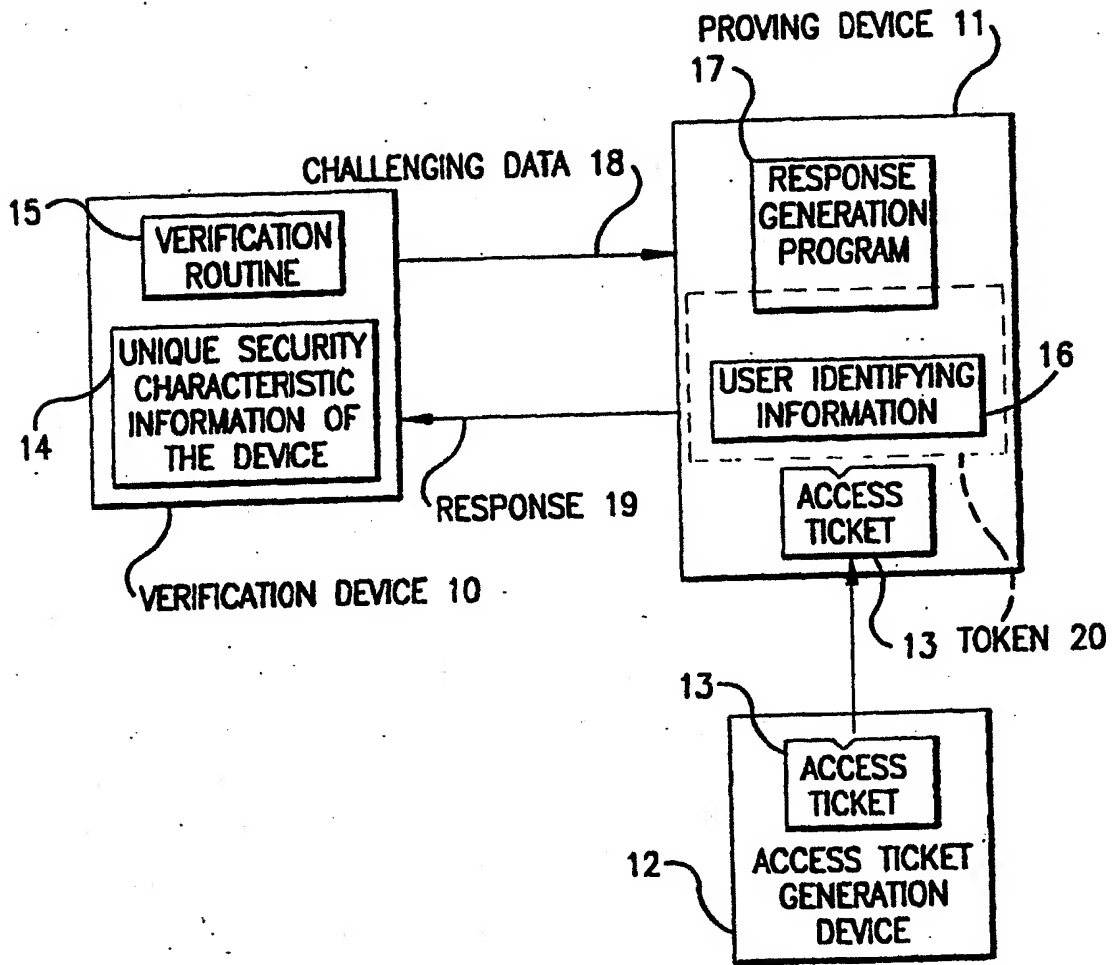 PROVING DEVICE 11
17
CHALLENGING DATA 18
RESPONSE
GENERATION
PROGRAM
15
VERIFICATION
ROUTINE
UNIQUE SECURITY
CHARACTERISTIC
INFORMATION OF
THE DEVICE
14
USER IDENTIFYING
INFORMATION
16
RESPONSE 19
ACCESS
TICKET
VERIFICATION DEVICE 10
13
TOKEN 20
13
ACCESS
TICKET
12
ACCESS TICKET
GENERATION
DEVICE